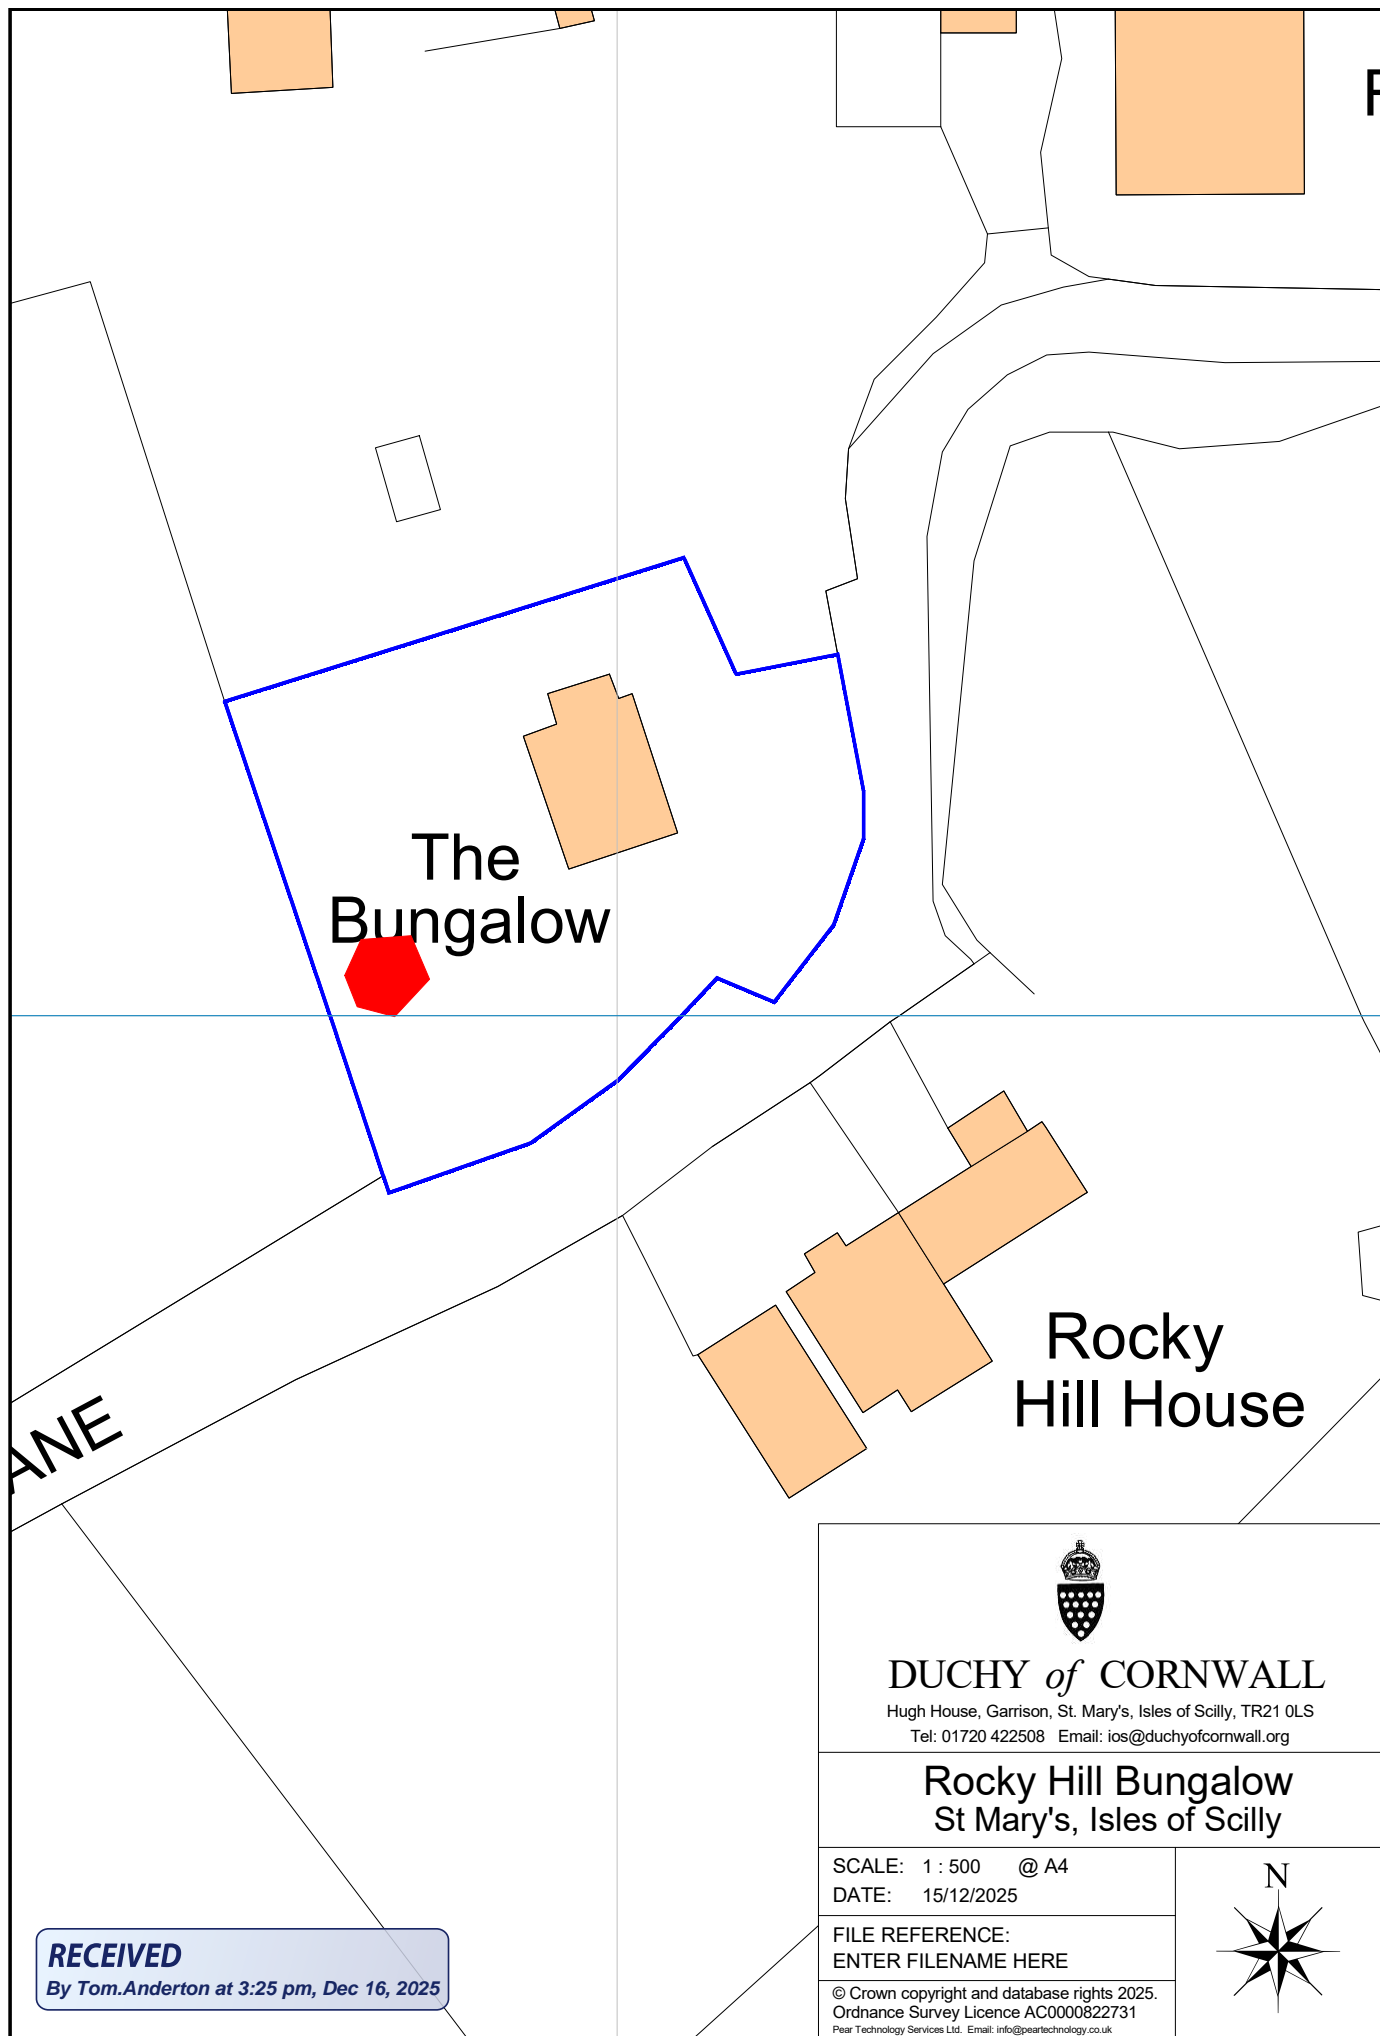 The
Bungalow
Rocky
Hill House
ANE
DUCHY of CORNWALL
Hugh House, Garrison, St. Mary's, Isles of Scilly, TR21 0LS
Tel: 01720 422508 Email: ios@duchyofcornwall.org
Rocky Hill Bungalow
St Mary's, Isles of Scilly
SCALE: 1 : 500 @ A4
DATE: 15/12/2025
N
FILE REFERENCE:
ENTER FILENAME HERE
© Crown copyright and database rights 2025.
Ordnance Survey Licence AC0000822731
Pear Technology Services Ltd. Email: info@peartechnology.co.uk
RECEIVED
By Tom.Anderton at 3:25 pm, Dec 16, 2025